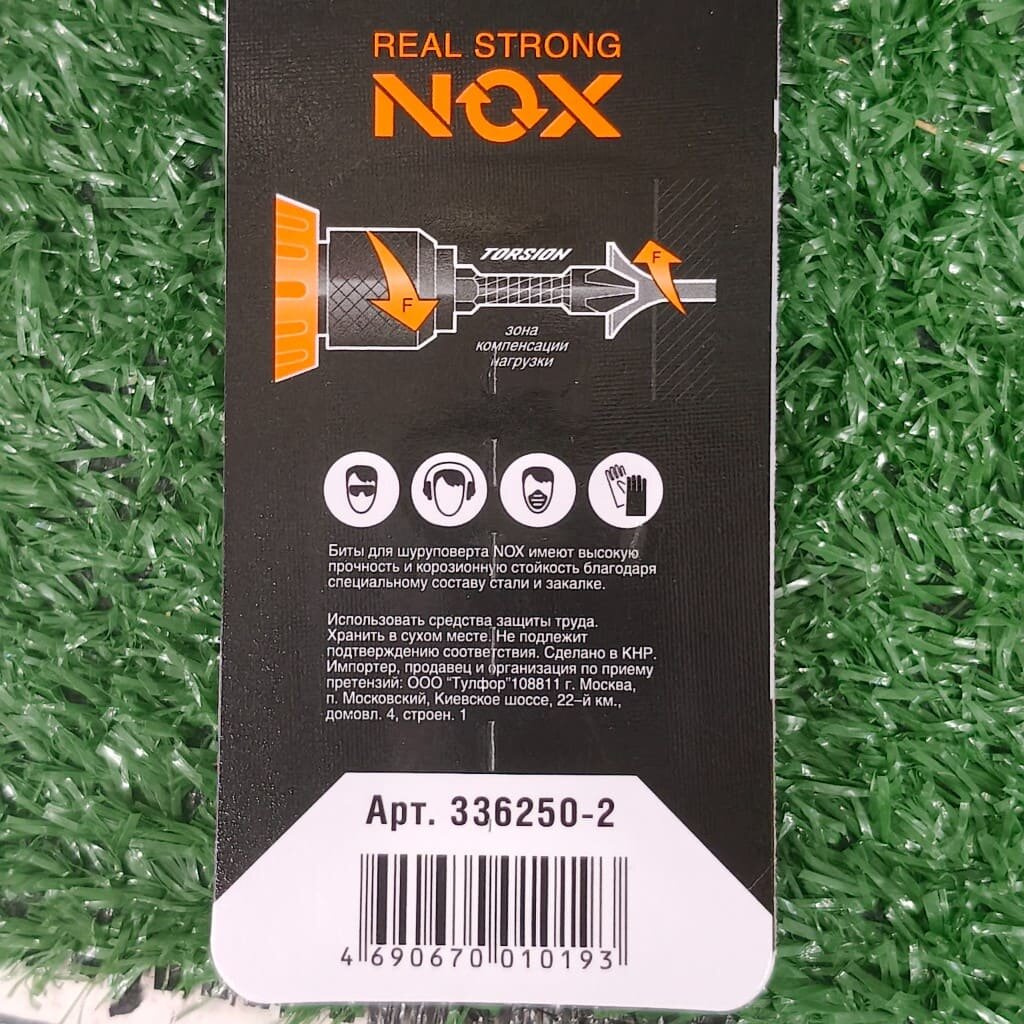 REAL STRONG
NOX
TORSION
F
F
зона
компенсации
нагрузки
Биты для шуруповерта NOX имеют высокую
прочность и корозионную стойкость благодаря
специальному составу стали и закалке.
Использовать средства защиты труда.
Хранить в сухом месте. Не подлежит
подтверждению соответствия. Сделано в КНР.
Импортер, продавец и организация по приему
претензий: ООО "Тулфор"108811 г. Москва,
п. Московский, Киевское шоссе, 22-й км.,
домовл. 4, строен. 1
Арт. 336250-2
4 690670 010193